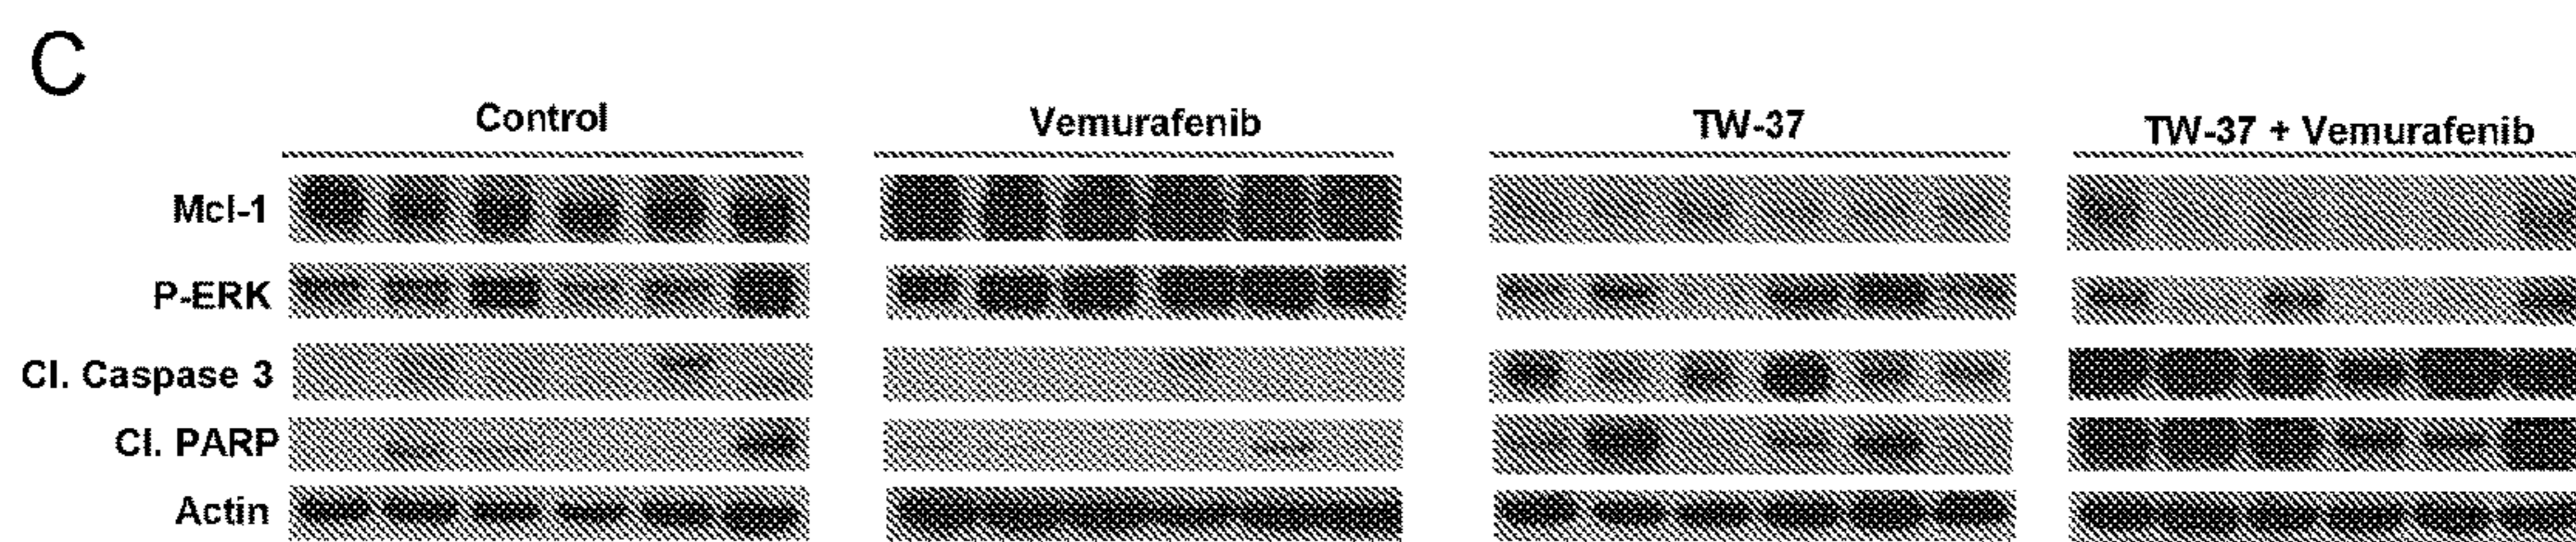 C
Control Vemurafenib TW-37 TW-37 + Vemurafenib
Mcl-1
P-ERK
Cl. Caspase 3
Cl. PARP
Actin